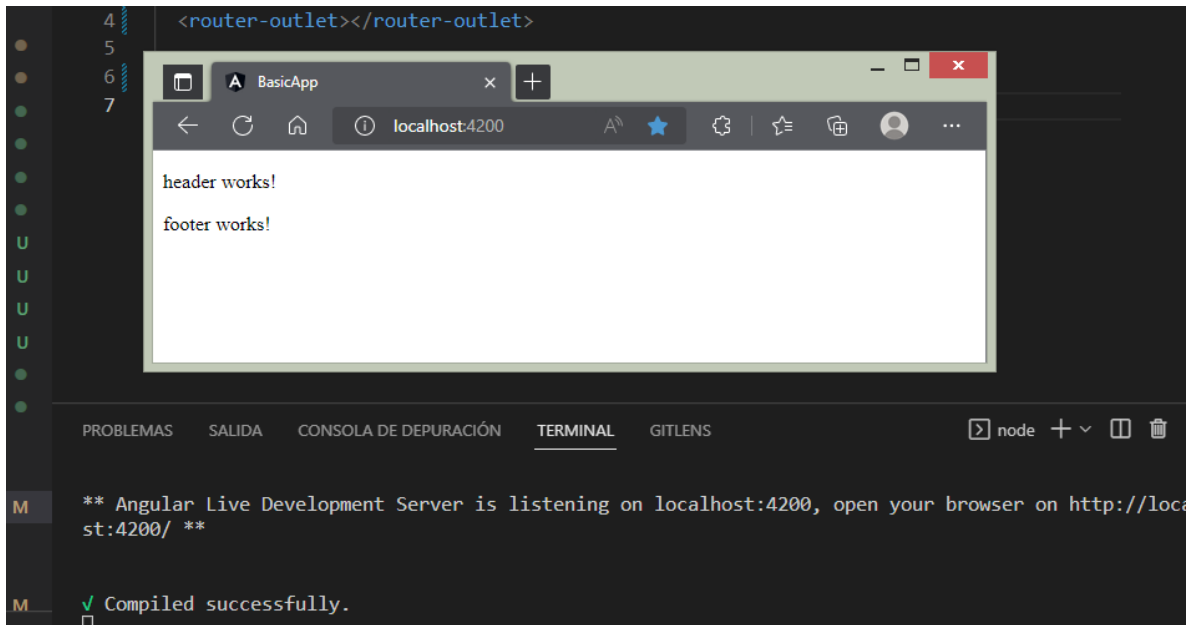 4 <router-outlet></router-outlet>
5
6
7
A BasicApp
localhost:4200
header works!
footer works!
U
U
U
U
PROBLEMAS SALIDA CONSOLA DE DEPURACIÓN TERMINAL GITLENS node
M ** Angular Live Development Server is listening on localhost:4200, open your browser on http://loca
st:4200/ **
M √ Compiled successfully.